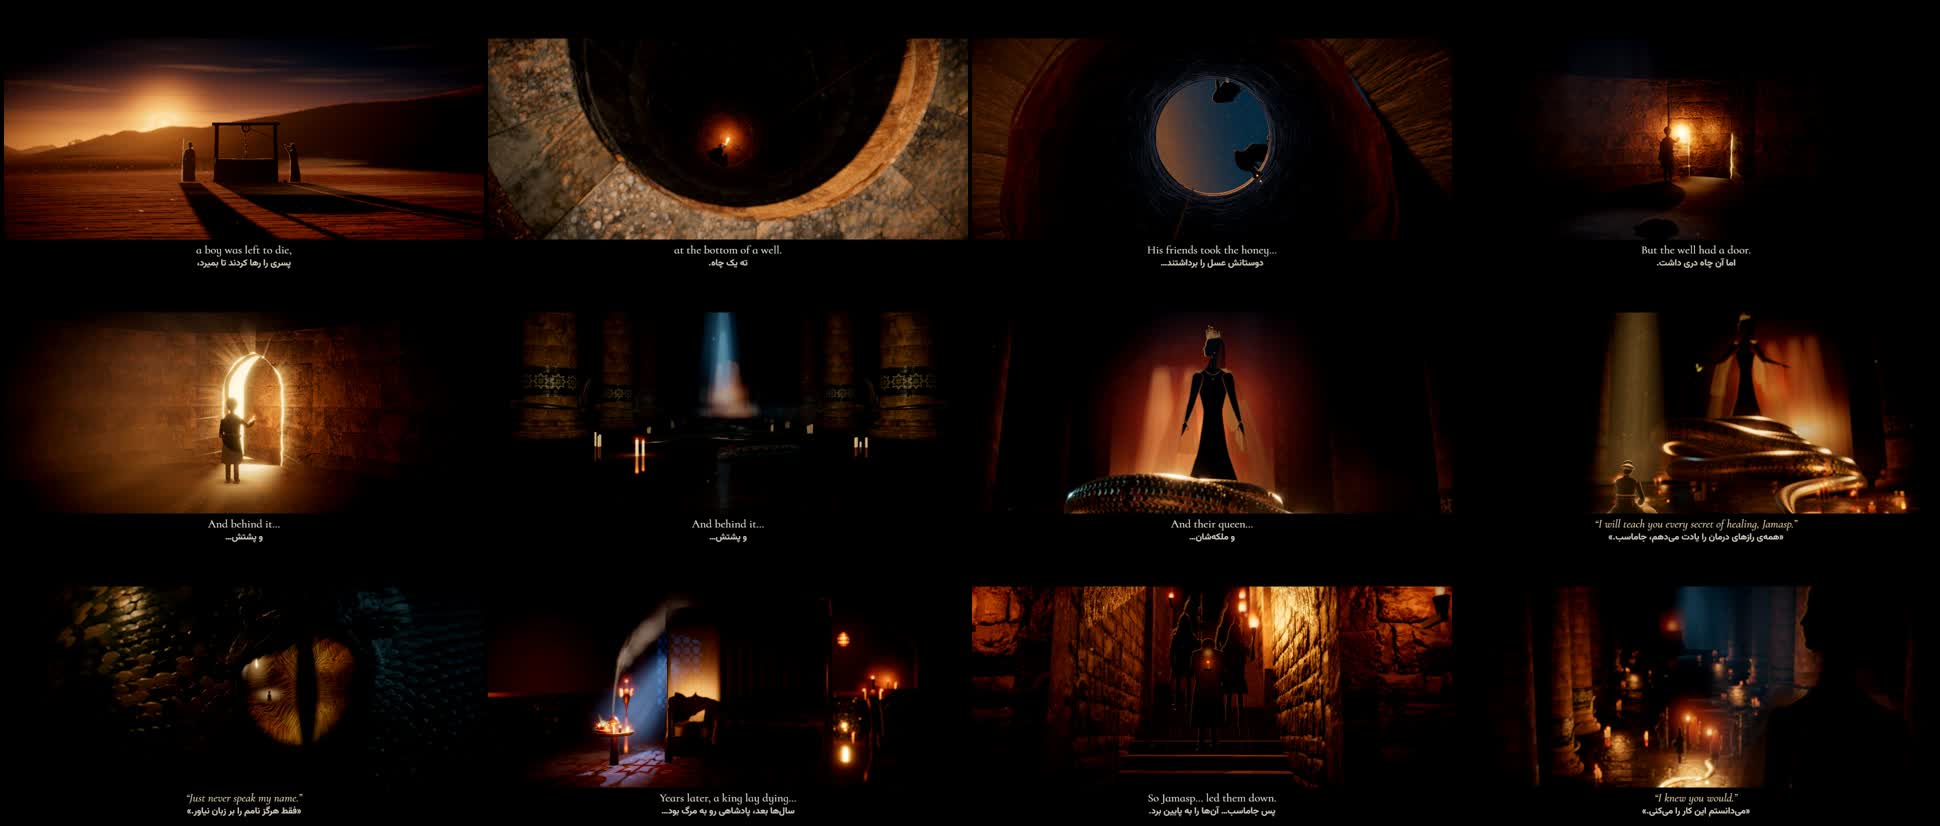 a boy was left to die,
پسری را رها کردند تا بمیرد،
at the bottom of a well.
ته یک چاه.
His friends took the honey...
دوستانش عسل را برداشتند...
But the well had a door.
اما آن چاه دری داشت.
And behind it...
و پشتش...
And behind it...
و پشتش...
And their queen...
و ملکه‌شان...
“I will teach you every secret of healing, Jamasp.”
«همه‌ی رازهای درمان را یادت می‌دهم، جاماسب.»
“Just never speak my name.”
«فقط هرگز نامم را بر زبان نیاور.»
Years later, a king lay dying...
سال‌ها بعد، پادشاهی رو به مرگ بود...
So Jamasp... led them down.
پس جاماسب... آن‌ها را به پایین برد.
“I knew you would.”
«می‌دانستم این کار را می‌کنی.»